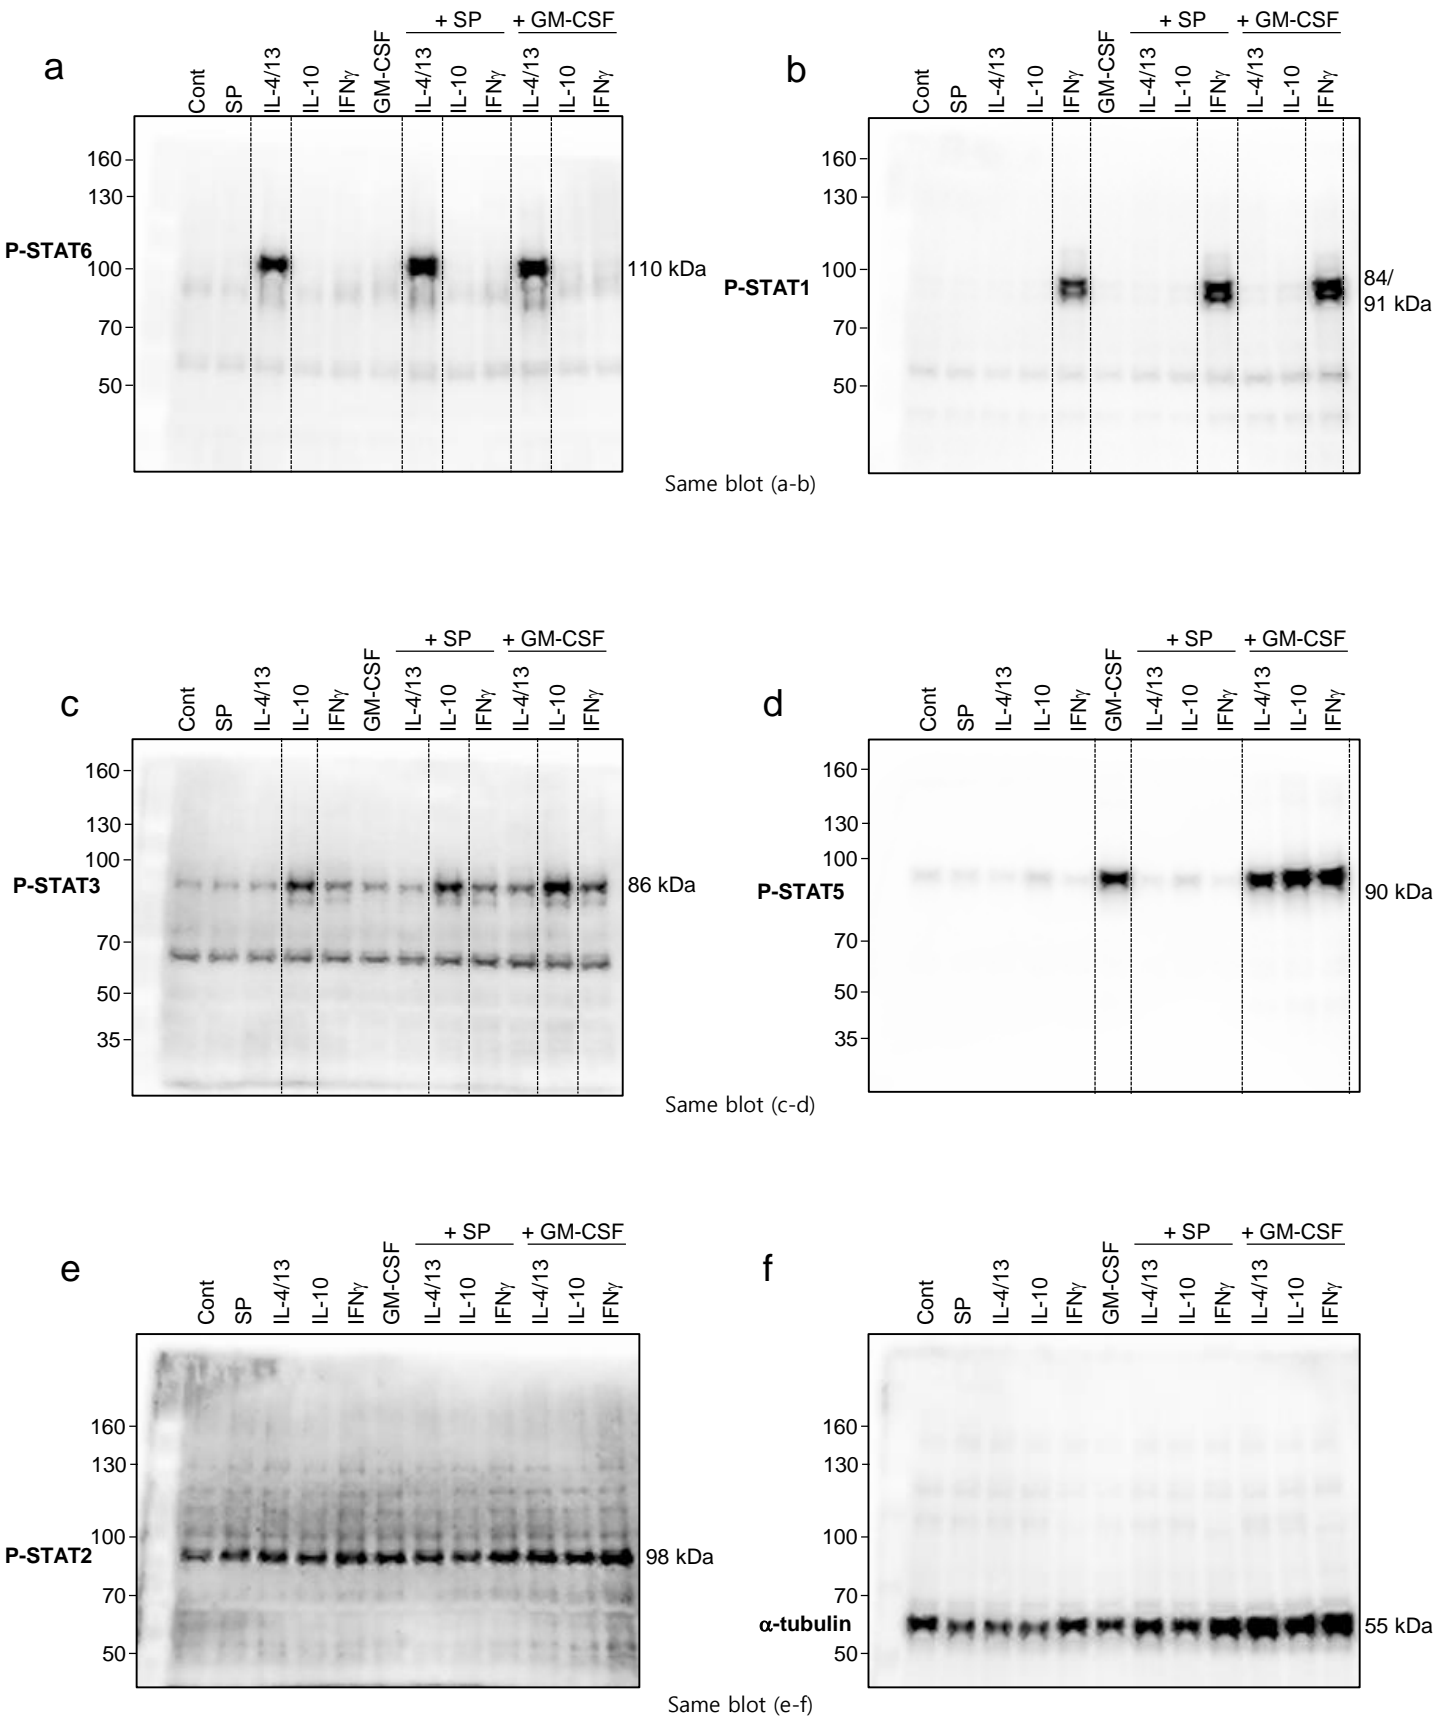 a
+ SP
+ GM-CSF
Cont
SP
IL-4/13
IL-10
IFNγ
GM-CSF
IL-4/13
IL-10
IFNγ
IL-4/13
IL-10
IFNγ
160
130
100
70
50
P-STAT6
110 kDa
b
+ SP
+ GM-CSF
Cont
SP
IL-4/13
IL-10
IFNγ
GM-CSF
IL-4/13
IL-10
IFNγ
IL-4/13
IL-10
IFNγ
160
130
100
70
50
P-STAT1
84/
91 kDa
Same blot (a-b)
c
+ SP
+ GM-CSF
Cont
SP
IL-4/13
IL-10
IFNγ
GM-CSF
IL-4/13
IL-10
IFNγ
IL-4/13
IL-10
IFNγ
160
130
100
70
50
35
P-STAT3
86 kDa
d
+ SP
+ GM-CSF
Cont
SP
IL-4/13
IL-10
IFNγ
GM-CSF
IL-4/13
IL-10
IFNγ
IL-4/13
IL-10
IFNγ
160
130
100
70
50
35
P-STAT5
90 kDa
Same blot (c-d)
e
+ SP
+ GM-CSF
Cont
SP
IL-4/13
IL-10
IFNγ
GM-CSF
IL-4/13
IL-10
IFNγ
IL-4/13
IL-10
IFNγ
160
130
100
70
50
P-STAT2
98 kDa
f
+ SP
+ GM-CSF
Cont
SP
IL-4/13
IL-10
IFNγ
GM-CSF
IL-4/13
IL-10
IFNγ
IL-4/13
IL-10
IFNγ
160
130
100
70
50
α-tubulin
55 kDa
Same blot (e-f)